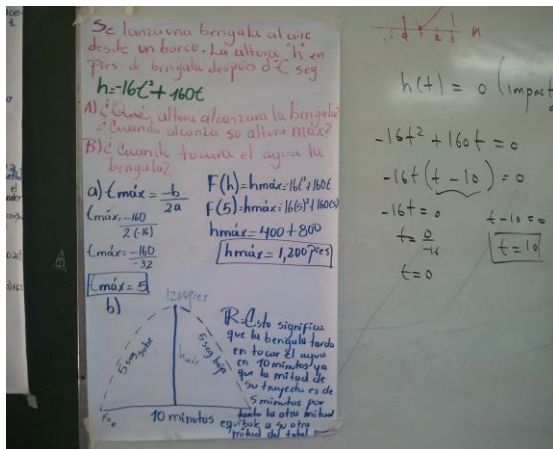 Se lanza una bengala al aire
desde un barco. La altura "h" en
pies de bengala después d't' seg.
h=-16t²+160t
A) ¿Qué altura alcanzara la bengala?
¿Cuando alcanza su altura máx?
B) ¿Cuando tocara el agua la
bengala?
a) tmáx = -b/2a
tmáx = -160/2(-16)
tmáx = -160/-32
tmáx = 5
F(h)=hmáx=16t²+160t
F(5)=hmáx=16(5)²+160(5)
hmáx = 400 + 800
hmáx = 1,200 pies
b)
1200 pies
5 seg sube
hmáx
5 seg baja
10 minutos
R=Esto significa
que la bengala tarda
en tocar el agua
en 10 minutos ya
que la mitad de
su trayecto es de
5 minutos por
tanto la otra mitad
equivale a su otra
mitad del total
h(t) = 0 (impact
-16t² + 160t = 0
-16t(t - 10) = 0
-16t = 0
t = 0/-16
t = 0
t - 10 = 0
t = 10